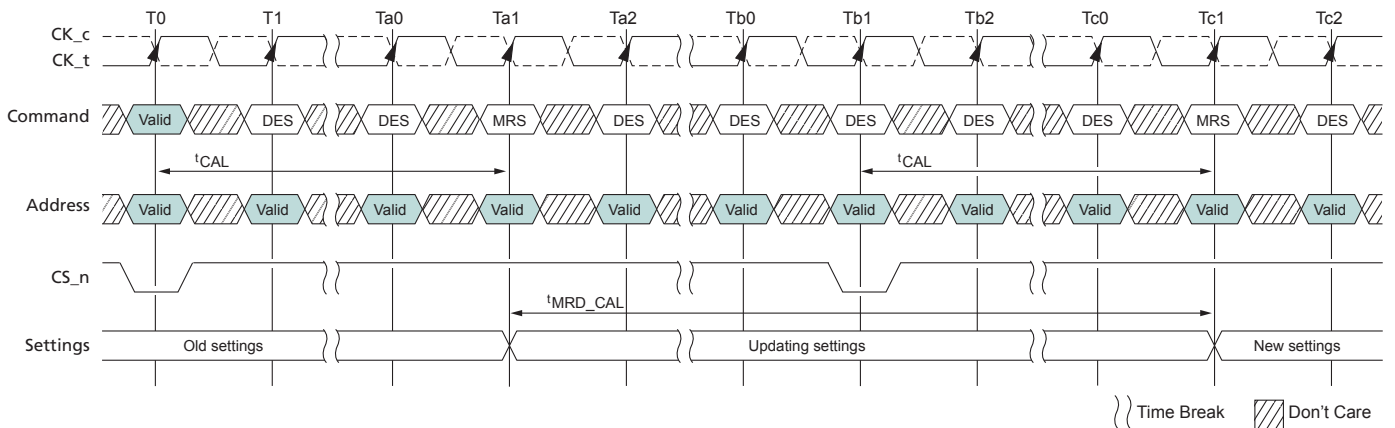 T0 T1 Ta0 Ta1 Ta2 Tb0 Tb1 Tb2 Tc0 Tc1 Tc2
CK_c
CK_t
Command Valid DES DES MRS DES DES DES DES DES MRS DES
tCAL tCAL
Address Valid Valid Valid Valid Valid Valid Valid Valid Valid Valid Valid
CS_n
tMRD_CAL
Settings Old settings Updating settings New settings
Time Break Don't Care